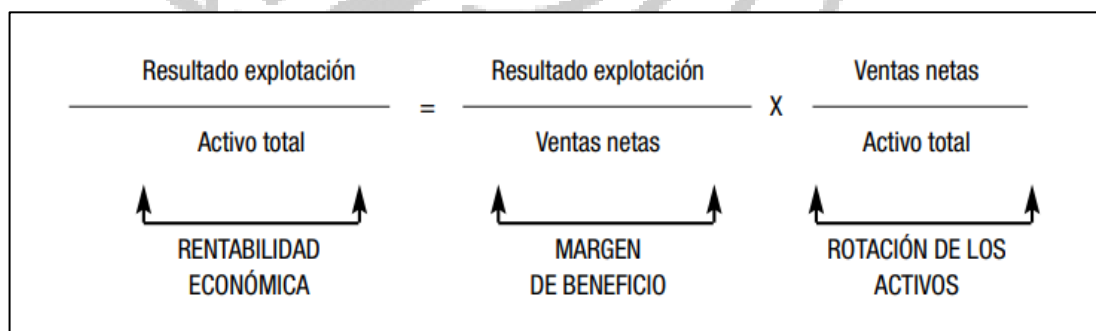 Resultado explotación Resultado explotación Ventas netas
= X
Activo total Ventas netas Activo total
RENTABILIDAD MARGEN ROTACIÓN DE LOS
ECONÓMICA DE BENEFICIO ACTIVOS